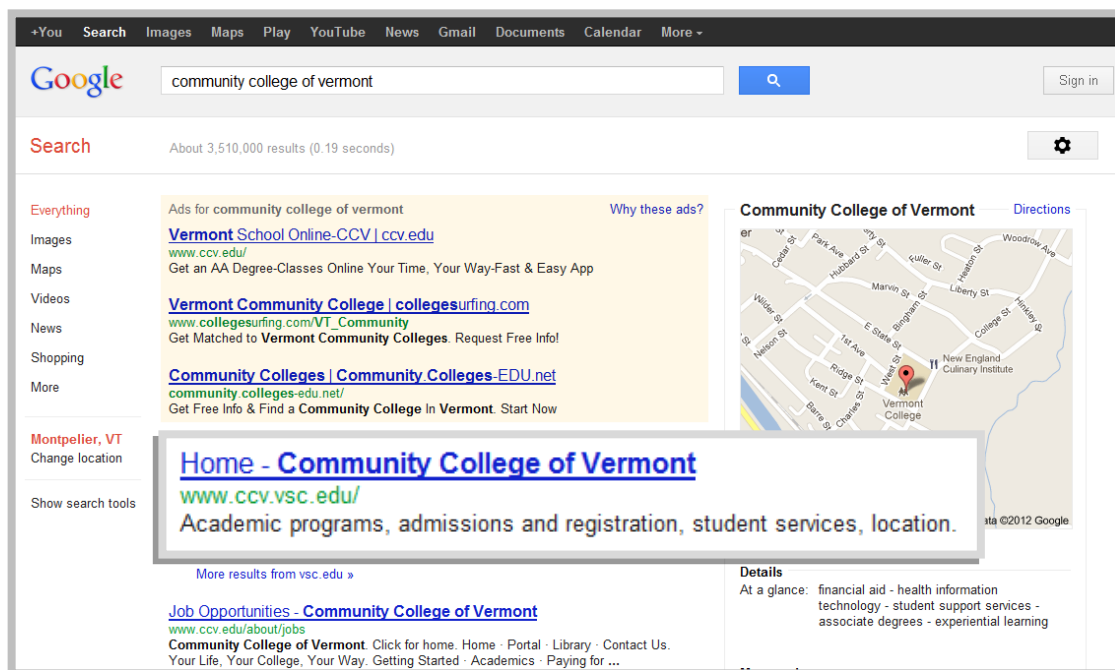 +You Search Images Maps Play YouTube News Gmail Documents Calendar More
Google
community college of vermont
Sign in
Search
About 3,510,000 results (0.19 seconds)
Everything
Images
Maps
Videos
News
Shopping
More
Montpelier, VT
Change location
Show search tools
Ads for community college of vermont
Why these ads?
Vermont School Online-CCV | ccv.edu
www.ccv.edu/
Get an AA Degree-Classes Online Your Time, Your Way-Fast & Easy App
Vermont Community College | collegesurfing.com
www.collegesurfing.com/VT_Community
Get Matched to Vermont Community Colleges. Request Free Info!
Community Colleges | Community.Colleges-EDU.net
community.colleges-edu.net/
Get Free Info & Find a Community College In Vermont. Start Now
Home - Community College of Vermont
www.ccv.vsc.edu/
Academic programs, admissions and registration, student services, location.
More results from vsc.edu »
Job Opportunities - Community College of Vermont
www.ccv.edu/about/jobs
Community College of Vermont. Click for home. Home · Portal · Library · Contact Us.
Your Life, Your College, Your Way. Getting Started · Academics · Paying for ...
Community College of Vermont
Directions
Cedar St
Park Ave
Hubbard St
Fuller St
Heaton St
Woodrow Ave
Marvin St
Liberty St
Wilder St
Bingham St
Hinkley St
College St
E State St
Nelson St
1st Ave
West St
New England
Culinary Institute
Ridge St
Kent St
Vermont
College
Barre St
Charles St
©2012 Google
Details
At a glance: financial aid - health information
technology - student support services -
associate degrees - experiential learning